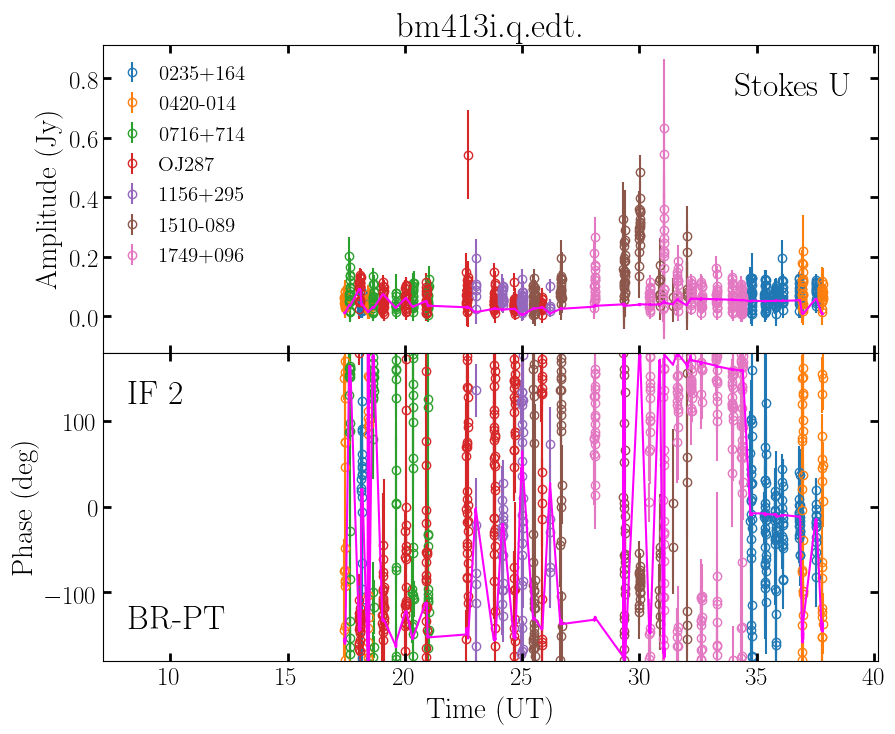 bm413i.q.edt.
Stokes U
0235+164
0420-014
0716+714
OJ287
1156+295
1510-089
1749+096
Amplitude (Jy)
0.8
0.6
0.4
0.2
0.0
IF 2
BR-PT
Phase (deg)
100
0
−100
10 15 20 25 30 35 40
Time (UT)